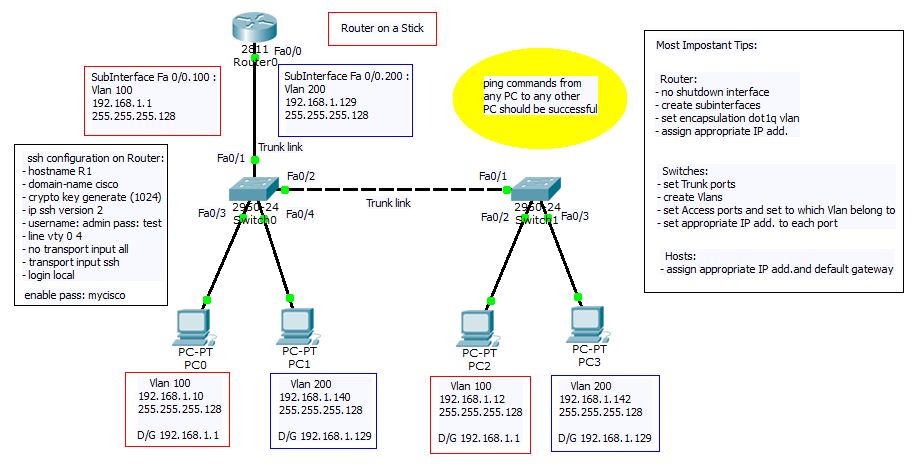 Router on a Stick
2811
Router0
Fa0/0
SubInterface Fa 0/0.100 :
Vlan 100
192.168.1.1
255.255.255.128
SubInterface Fa 0/0.200 :
Vlan 200
192.168.1.129
255.255.255.128
ping commands from
any PC to any other
PC should be successful
Most Impostant Tips:
Router:
- no shutdown interface
- create subinterfaces
- set encapsulation dot1q vlan
- assign appropriate IP add.
Switches:
- set Trunk ports
- create Vlans
- set Access ports and set to which Vlan belong to
- set appropriate IP add. to each port
Hosts:
- assign appropriate IP add.and default gateway
ssh configuration on Router:
- hostname R1
- domain-name cisco
- crypto key generate (1024)
- ip ssh version 2
- username: admin pass: test
- line vty 0 4
- no transport input all
- transport input ssh
- login local
enable pass: mycisco
Trunk link
Fa0/1
Fa0/2
Fa0/3
Fa0/4
2960-24
Switch0
Trunk link
Fa0/1
Fa0/2
Fa0/3
2960-24
Switch1
PC-PT
PC0
PC-PT
PC1
PC-PT
PC2
PC-PT
PC3
Vlan 100
192.168.1.10
255.255.255.128
D/G 192.168.1.1
Vlan 200
192.168.1.140
255.255.255.128
D/G 192.168.1.129
Vlan 100
192.168.1.12
255.255.255.128
D/G 192.168.1.1
Vlan 200
192.168.1.142
255.255.255.128
D/G 192.168.1.129